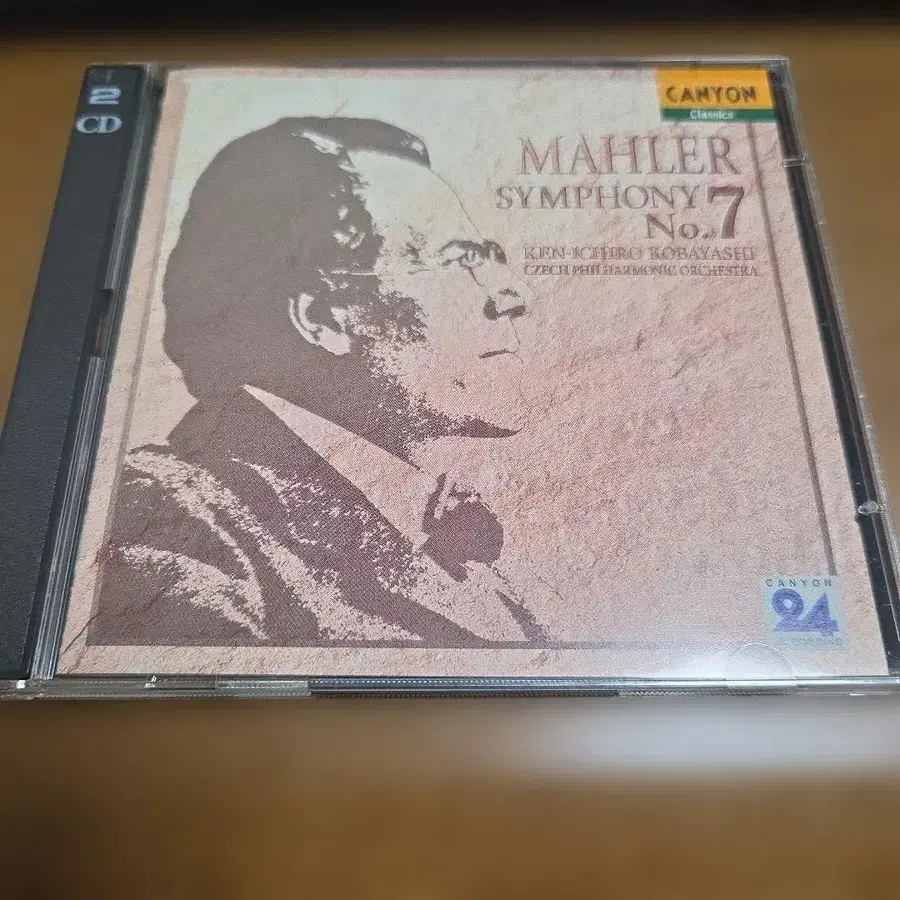 2
CD
CANYON
Classics
MAHLER
SYMPHONY
No. 7
KEN-ICHIRO KOBAYASHI
CZECH PHILHARMONIC ORCHESTRA
CANYON
24